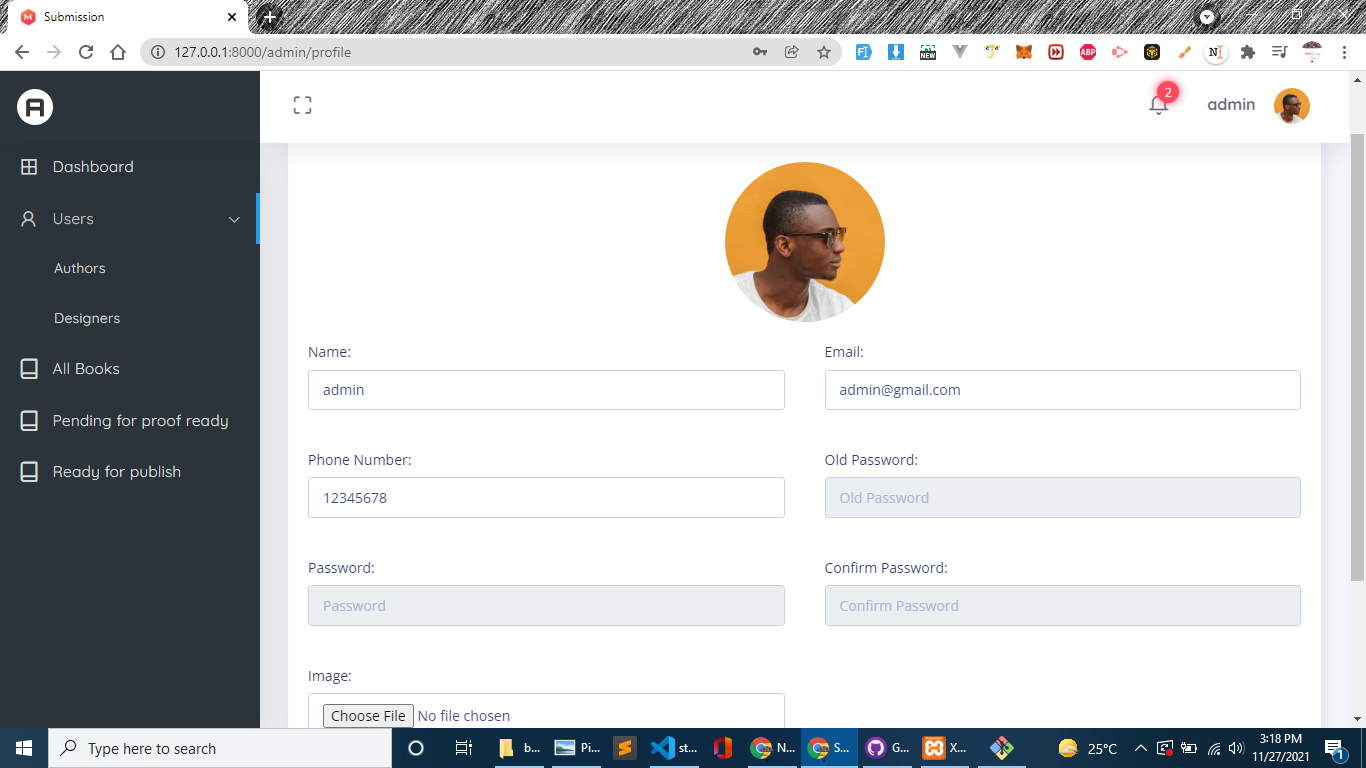 Submission
127.0.0.1:8000/admin/profile
NEW
ABP
2
admin
Dashboard
Users
Authors
Designers
All Books
Pending for proof ready
Ready for publish
Name:
Email:
admin
admin@gmail.com
Phone Number:
Old Password:
12345678
Old Password
Password:
Confirm Password:
Password
Confirm Password
Image:
Choose File No file chosen
Type here to search
b...
Pi...
st...
N...
S...
G...
X...
25°C
3:18 PM
11/27/2021
1